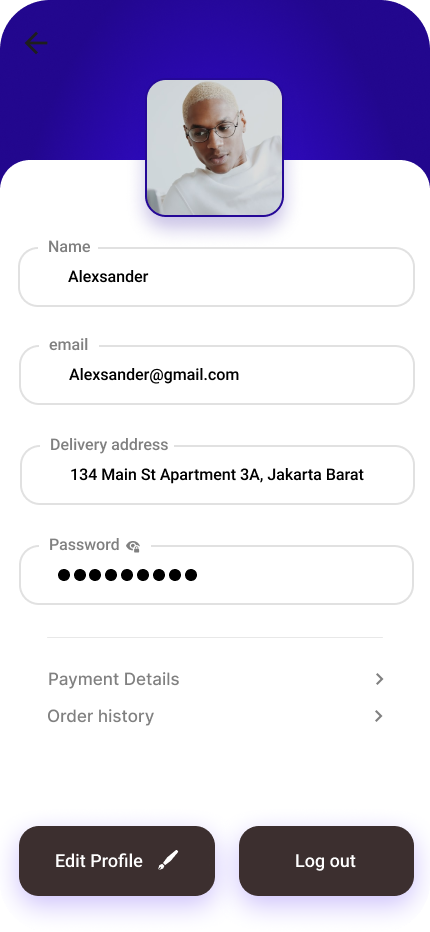 Name
Alexsander
email
Alexsander@gmail.com
Delivery address
134 Main St Apartment 3A, Jakarta Barat
Password
Payment Details
Order history
Edit Profile
Log out